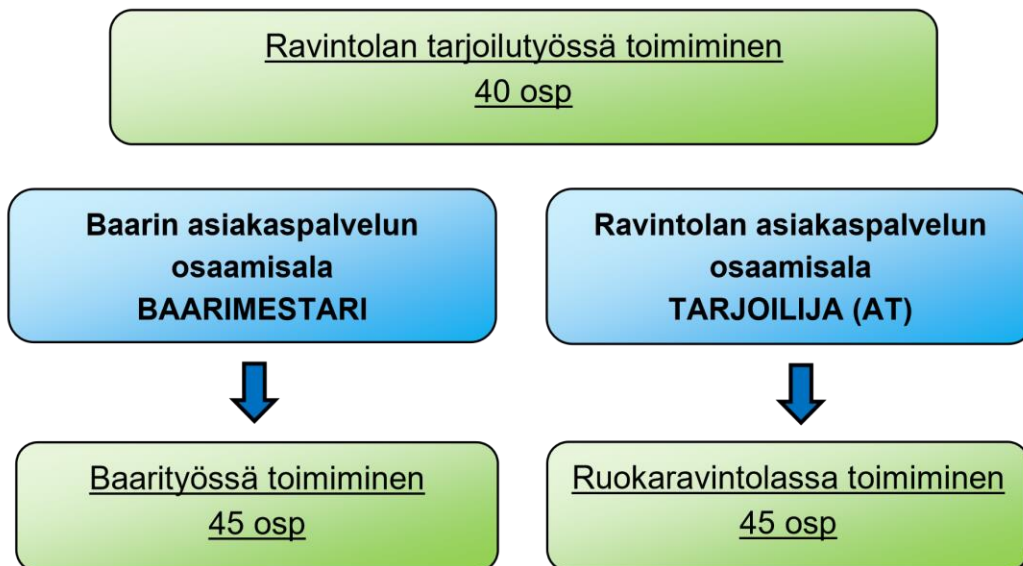 Ravintolan tarjoilutyössä toimiminen
40 osp
Baarin asiakaspalvelun
osaamisala
BAARIMESTARI
Ravintolan asiakaspalvelun
osaamisala
TARJOILIJA (AT)
Baarityössä toimiminen
45 osp
Ruokaravintolassa toimiminen
45 osp